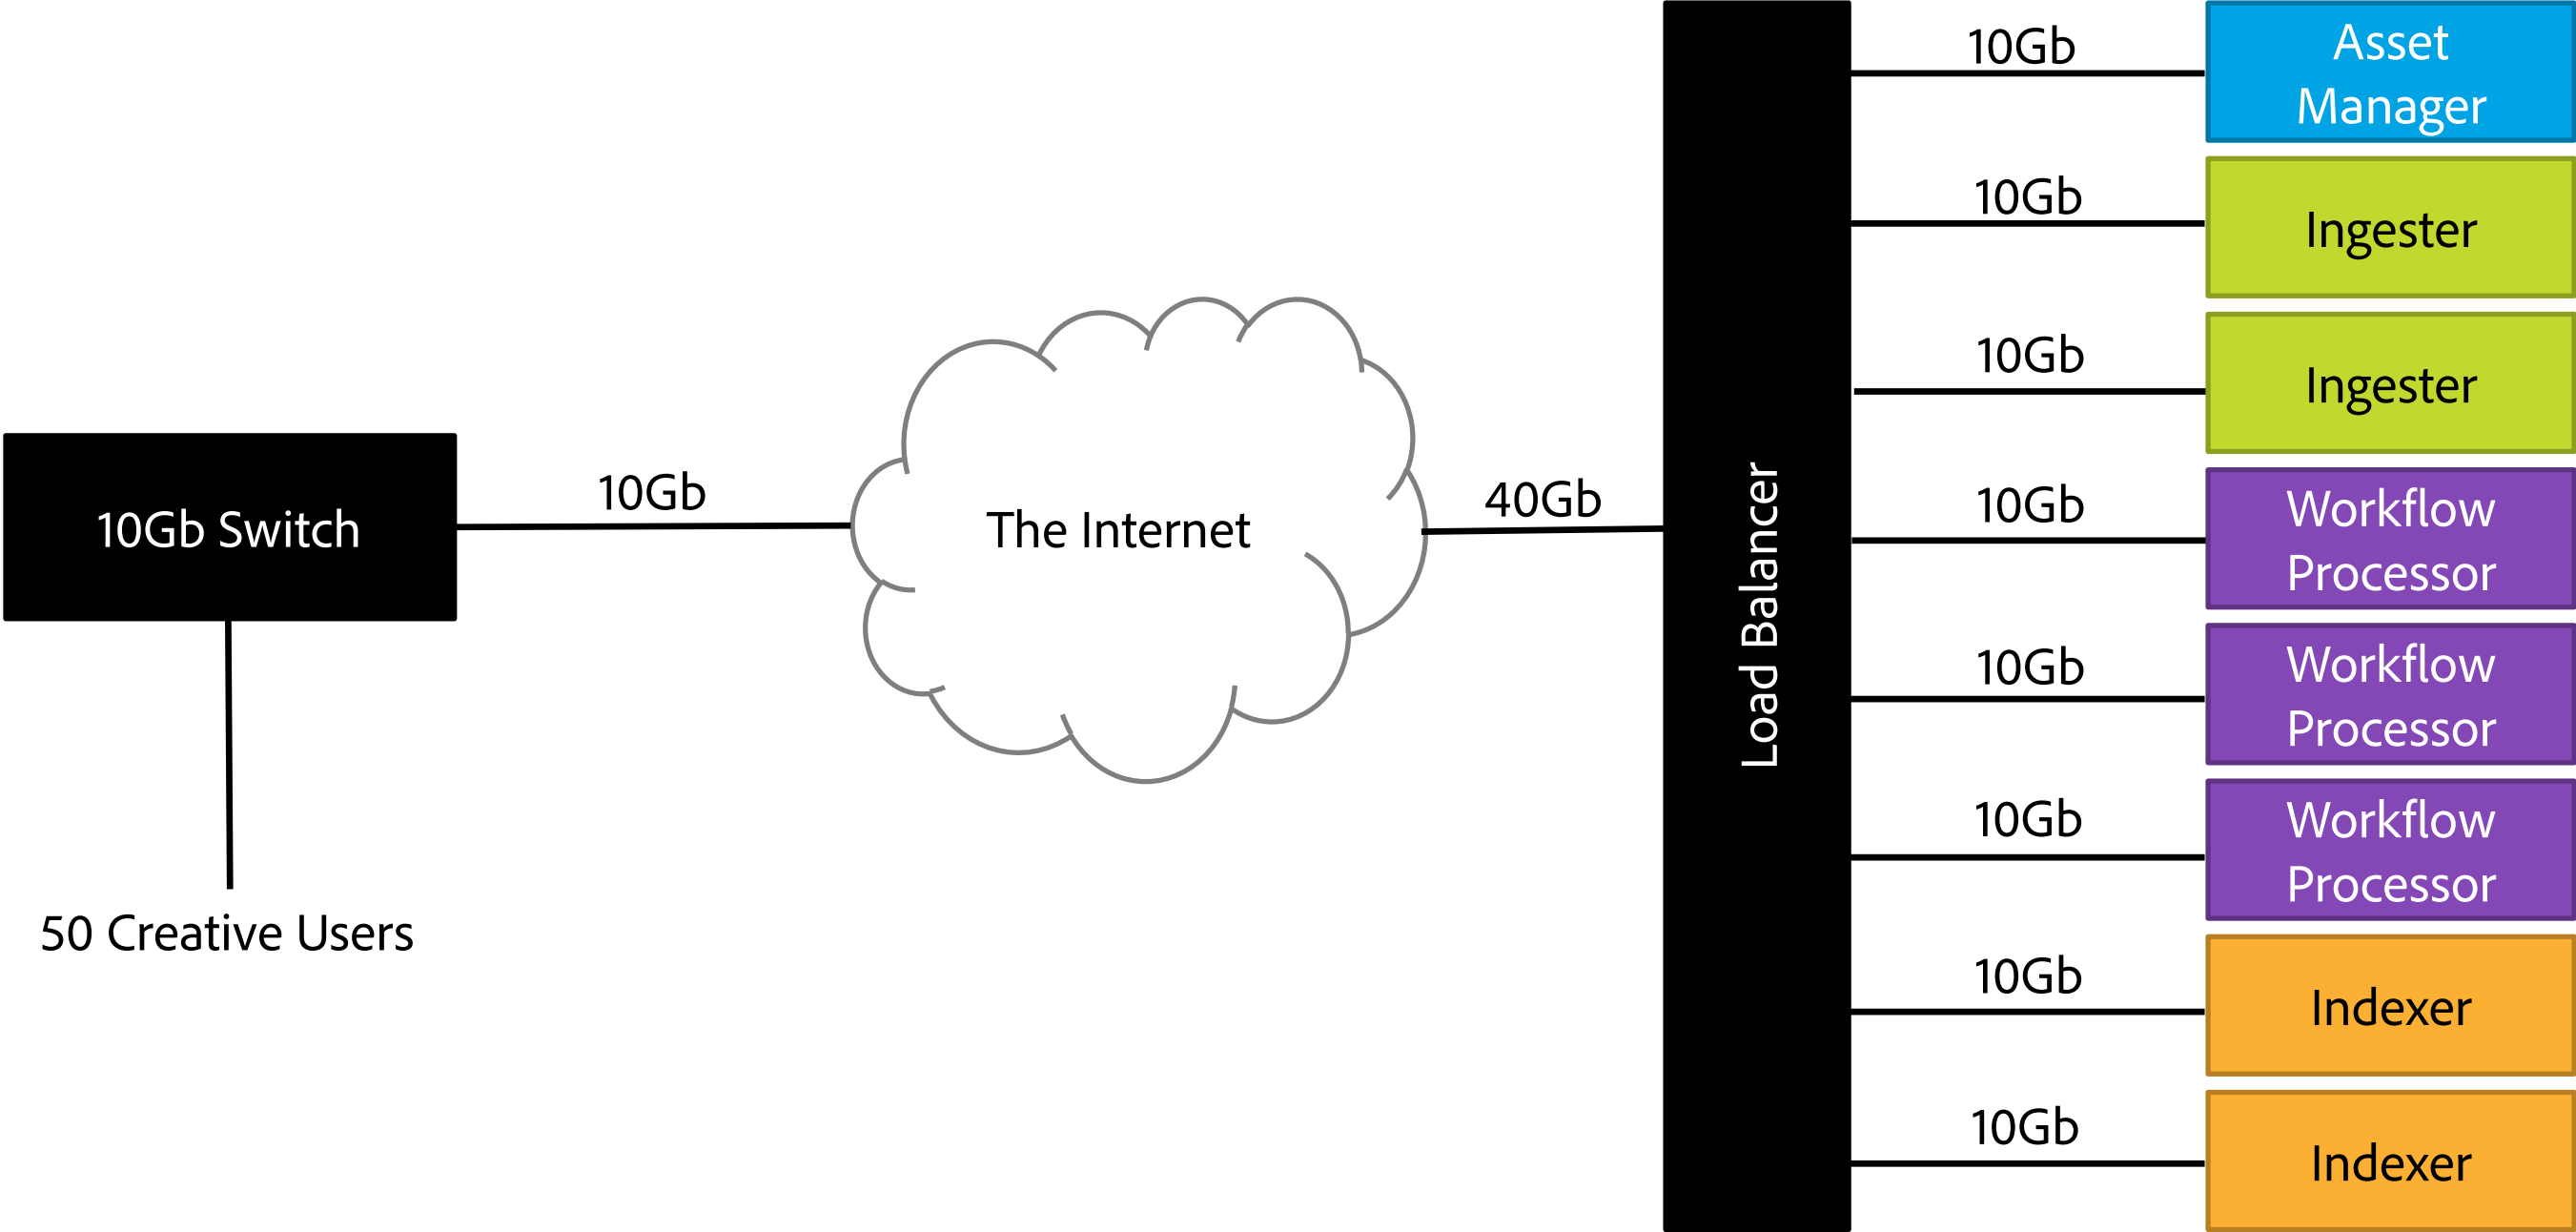 10Gb Switch
50 Creative Users
10Gb
The Internet
40Gb
Load Balancer
10Gb
Asset
Manager
10Gb
Ingester
10Gb
Ingester
10Gb
Workflow
Processor
10Gb
Workflow
Processor
10Gb
Workflow
Processor
10Gb
Indexer
10Gb
Indexer